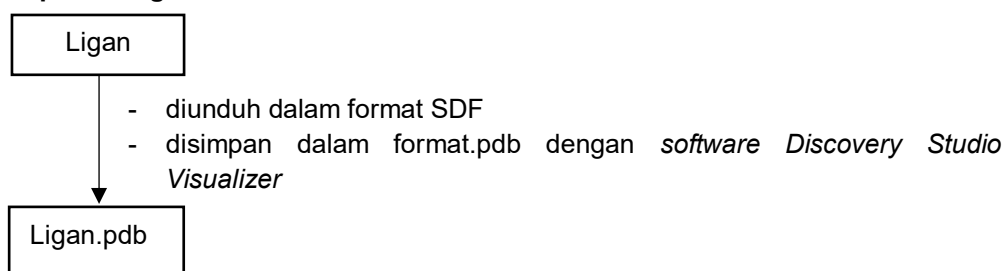 Ligan
- diunduh dalam format SDF
- disimpan dalam format.pdb dengan software Discovery Studio
Visualizer
Ligan.pdb